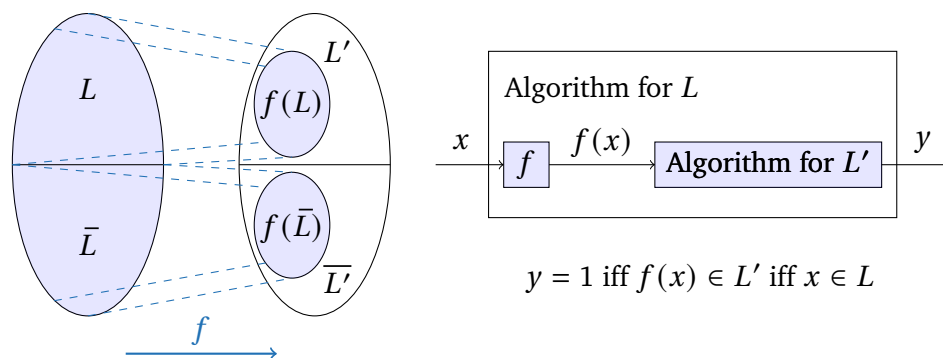 L
L̄
f
L′
f(L)
f(L̄)
L̅′̅
Algorithm for L
x
f
f(x)
Algorithm for L′
y
y = 1 iff f(x) ∈ L′ iff x ∈ L